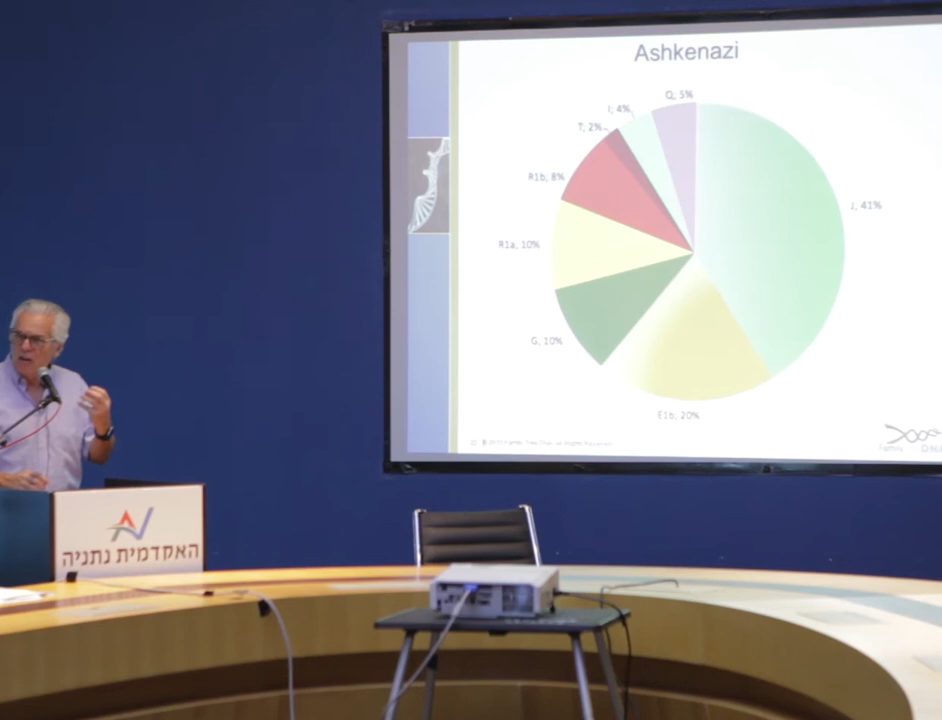 Ashkenazi
Q; 5%
I; 4%
T; 2%
R1b; 8%
J; 41%
R1a; 10%
G, 10%
E1b; 20%
האקדמית נתניה